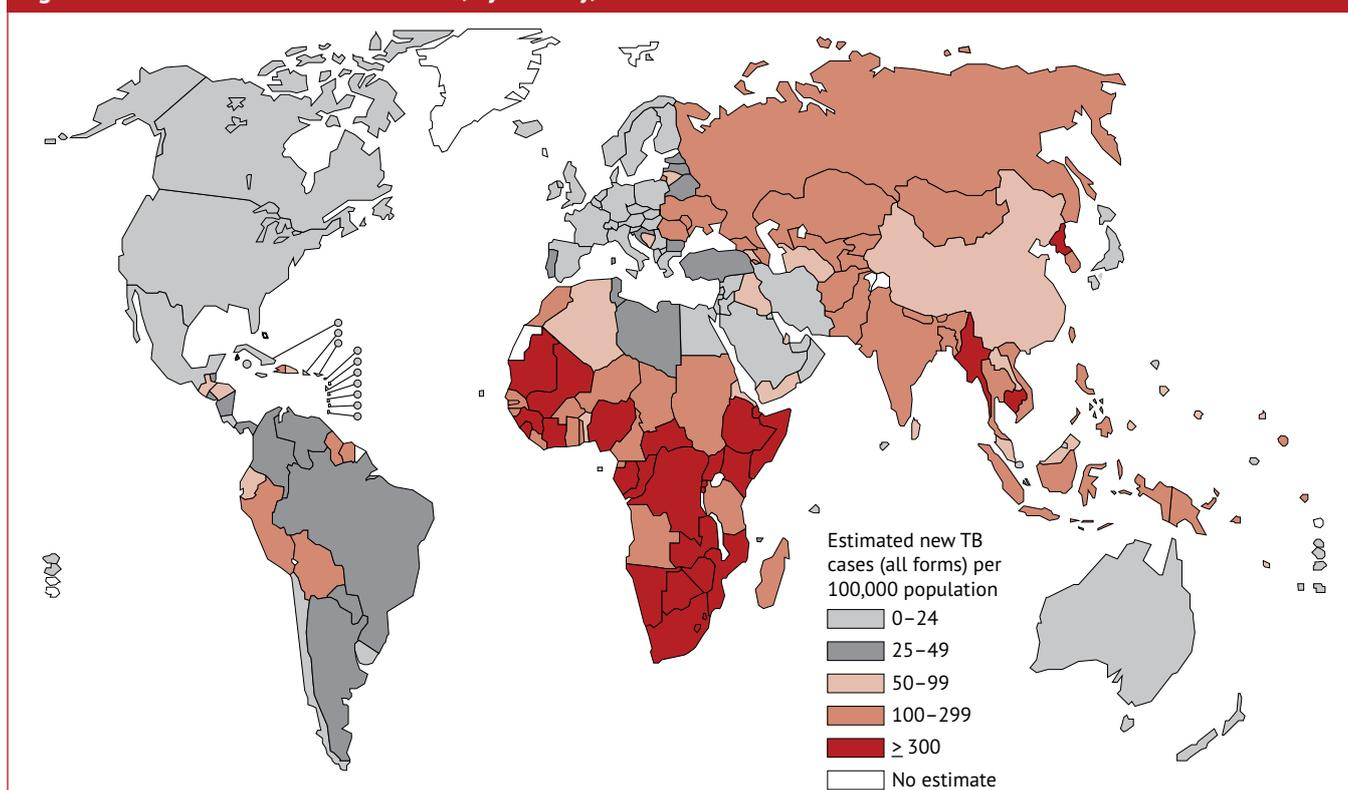 Estimated new TB
cases (all forms) per
100,000 population
0–24
25–49
50–99
100–299
≥ 300
No estimate